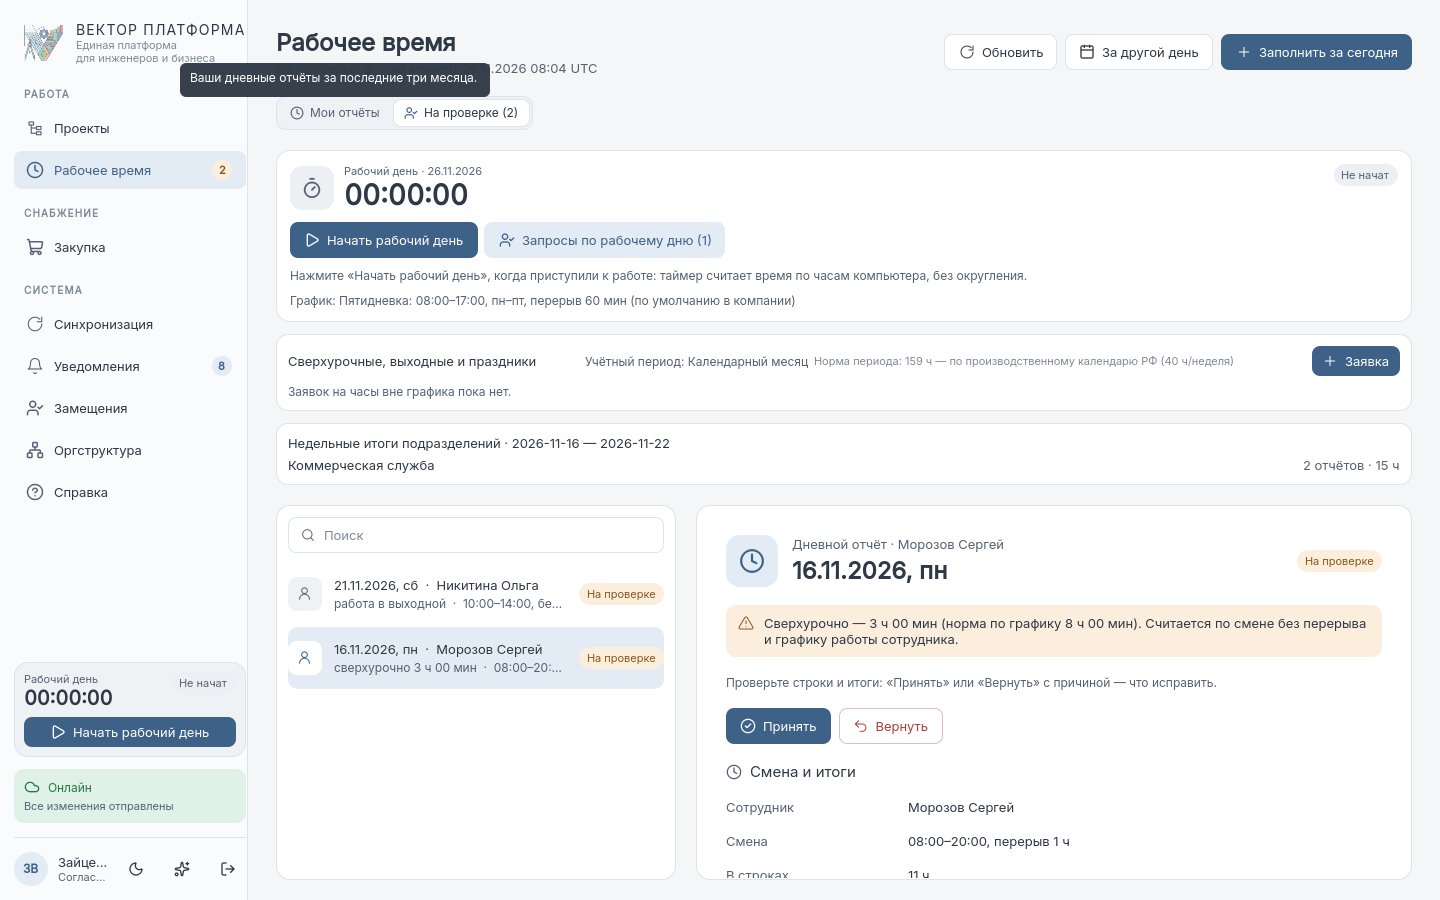 ВЕКТОР ПЛАТФОРМА
Единая платформа
для инженеров и бизнеса
РАБОТА
Проекты
Рабочее время 2
СНАБЖЕНИЕ
Закупка
СИСТЕМА
Синхронизация
Уведомления 8
Замещения
Оргструктура
Справка
Рабочий день
00:00:00
Не начат
Начать рабочий день
Онлайн
Все изменения отправлены
ЗВ
Зайце...
Соглас...
Рабочее время
.2026 08:04 UTC
Ваши дневные отчёты за последние три месяца.
Обновить
За другой день
Заполнить за сегодня
Мои отчёты
На проверке (2)
Рабочий день · 26.11.2026
00:00:00
Не начат
Начать рабочий день
Запросы по рабочему дню (1)
Нажмите «Начать рабочий день», когда приступили к работе: таймер считает время по часам компьютера, без округления.
График: Пятидневка: 08:00–17:00, пн–пт, перерыв 60 мин (по умолчанию в компании)
Сверхурочные, выходные и праздники
Учётный период: Календарный месяц
Норма периода: 159 ч — по производственному календарю РФ (40 ч/неделя)
Заявка
Заявок на часы вне графика пока нет.
Недельные итоги подразделений · 2026-11-16 — 2026-11-22
Коммерческая служба
2 отчётов · 15 ч
Поиск
21.11.2026, сб · Никитина Ольга
работа в выходной · 10:00–14:00, бе...
На проверке
16.11.2026, пн · Морозов Сергей
сверхурочно 3 ч 00 мин · 08:00–20:...
На проверке
Дневной отчёт · Морозов Сергей
16.11.2026, пн
На проверке
Сверхурочно — 3 ч 00 мин (норма по графику 8 ч 00 мин). Считается по смене без перерыва
и графику работы сотрудника.
Проверьте строки и итоги: «Принять» или «Вернуть» с причиной — что исправить.
Принять
Вернуть
Смена и итоги
Сотрудник
Морозов Сергей
Смена
08:00–20:00, перерыв 1 ч
В строках
11 ч